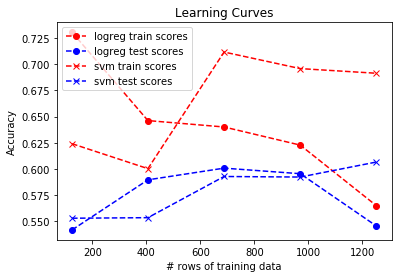 Learning Curves
logreg train scores
logreg test scores
svm train scores
svm test scores
Accuracy
0.725
0.700
0.675
0.650
0.625
0.600
0.575
0.550
200
400
600
800
1000
1200
# rows of training data